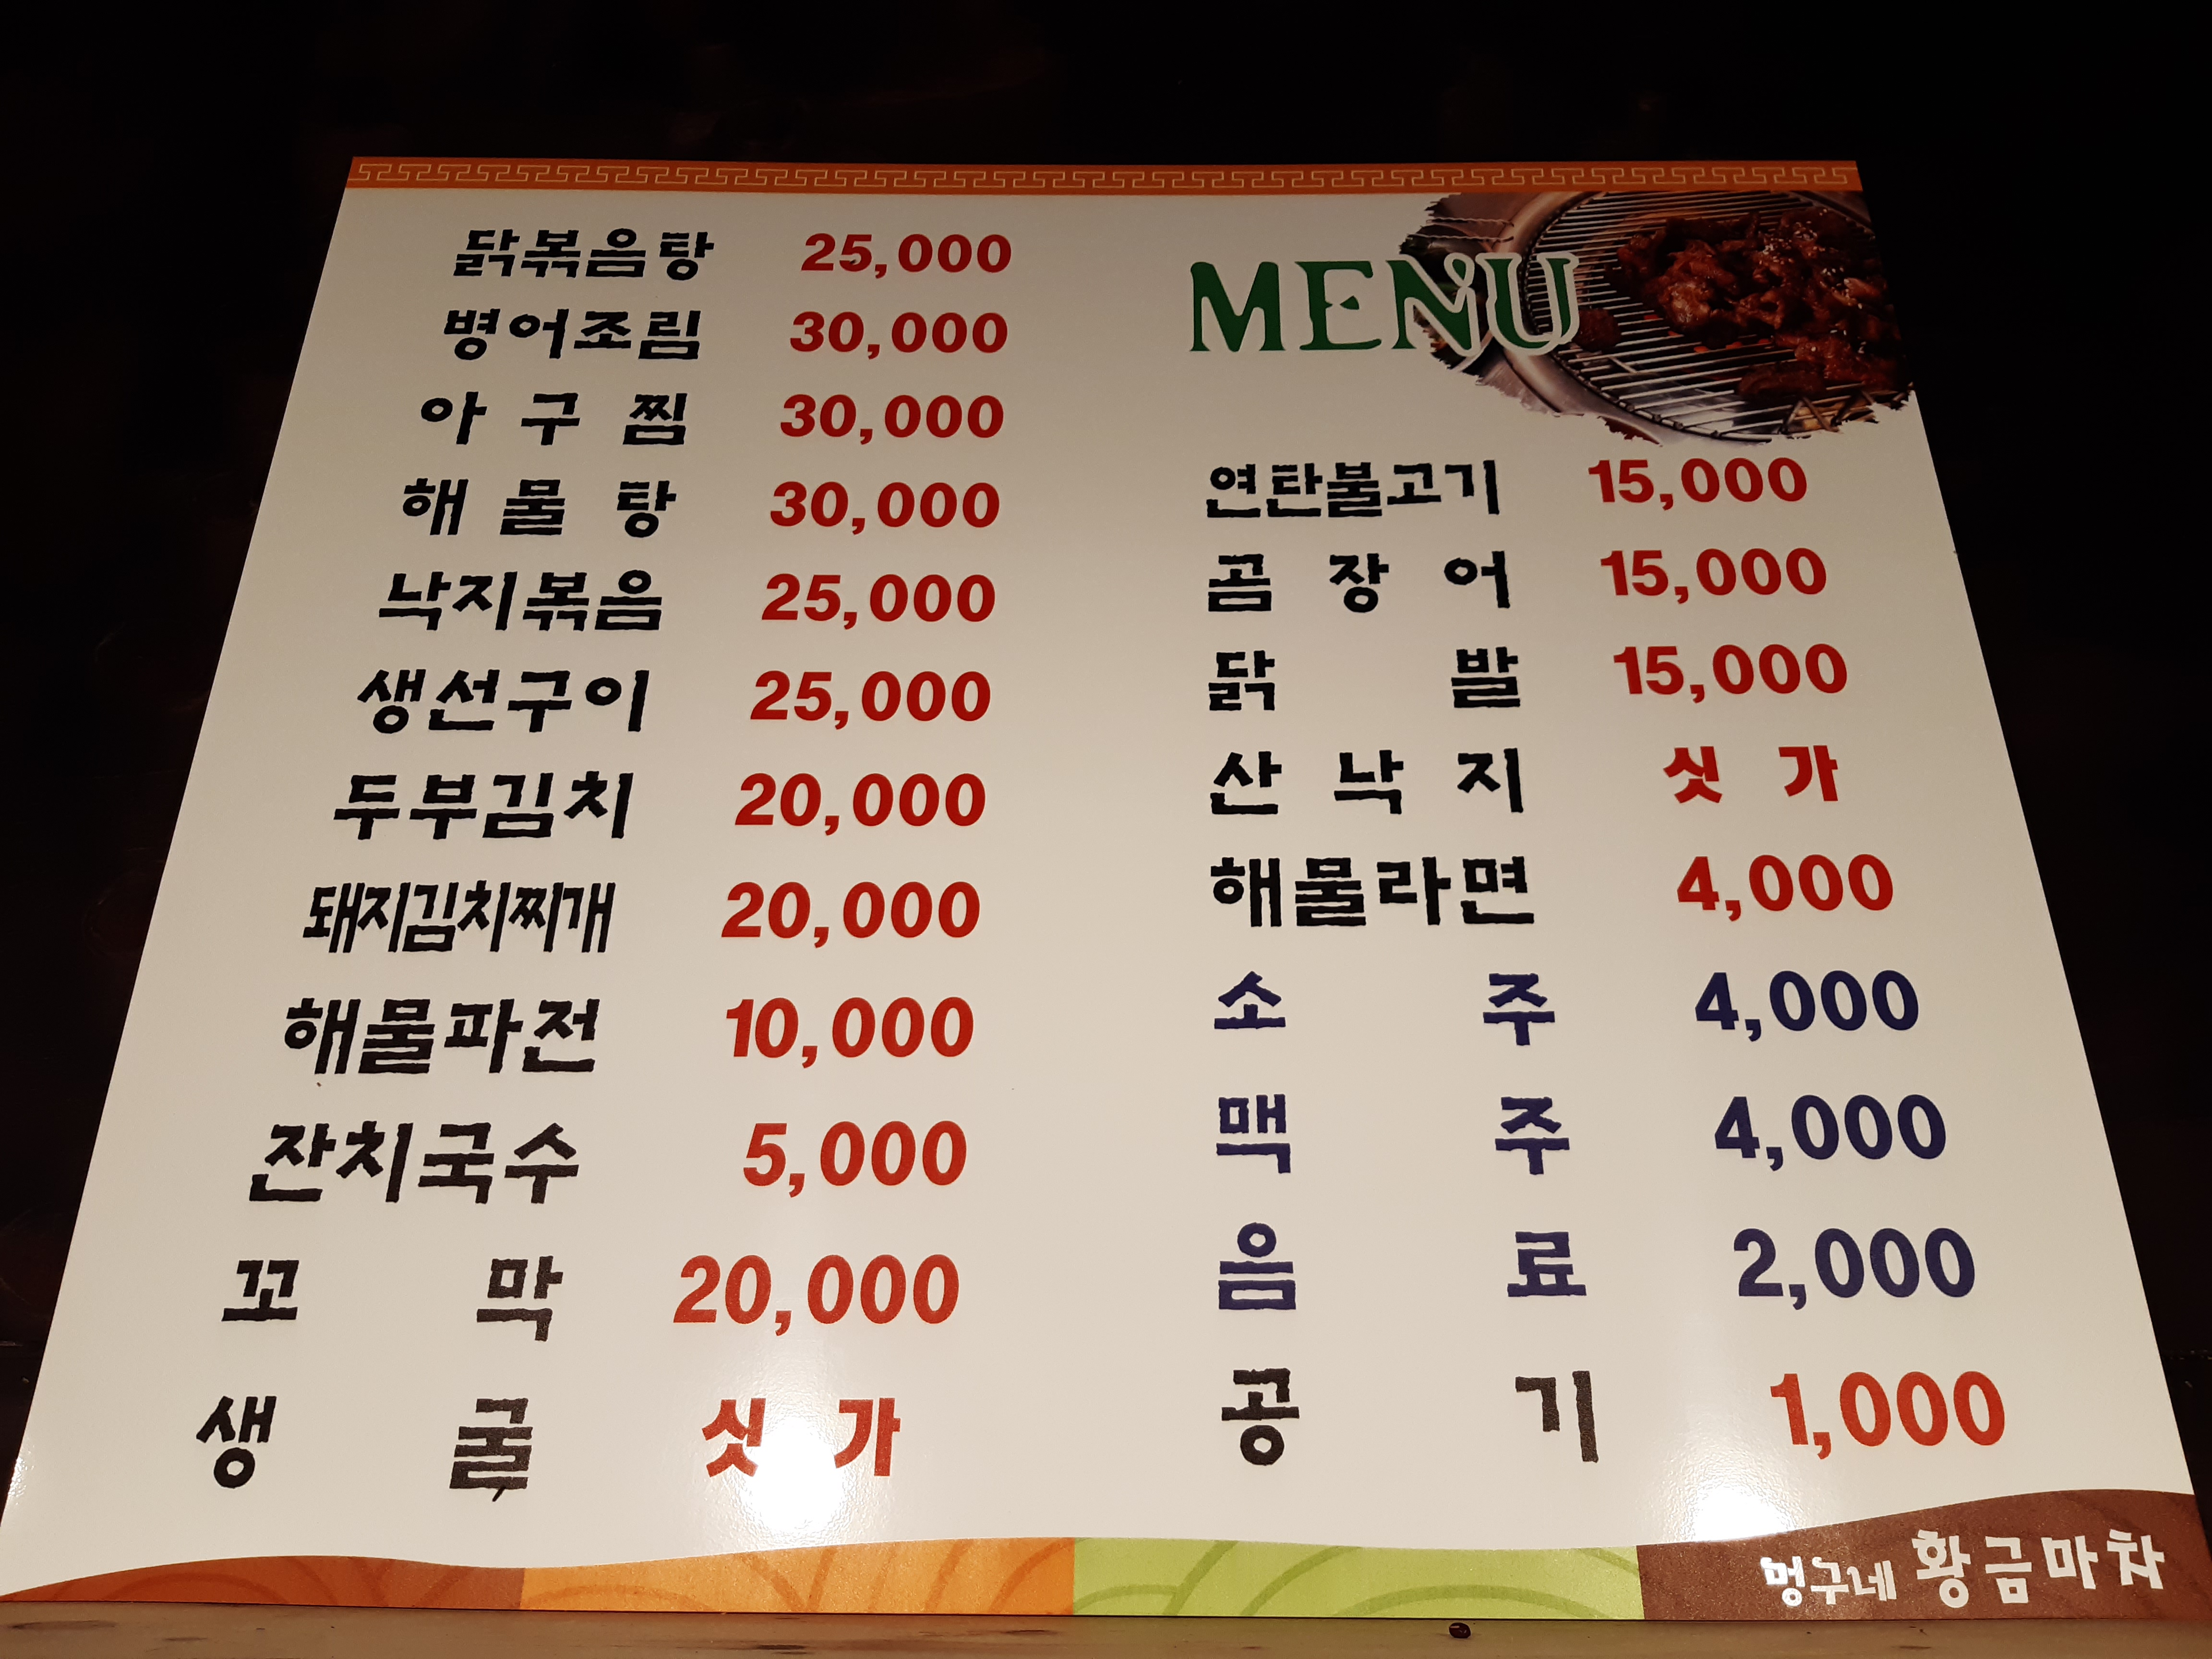 닭볶음탕 25,000
병어조림 30,000
아구찜 30,000
해물탕 30,000
낙지볶음 25,000
생선구이 25,000
두부김치 20,000
돼지김치찌개 20,000
해물파전 10,000
잔치국수 5,000
꼬막 20,000
생굴 싯가
MENU
연탄불고기 15,000
곰장어 15,000
닭발 15,000
산낙지 싯가
해물라면 4,000
소주 4,000
맥주 4,000
음료 2,000
공기 1,000
멍구네 황금마차